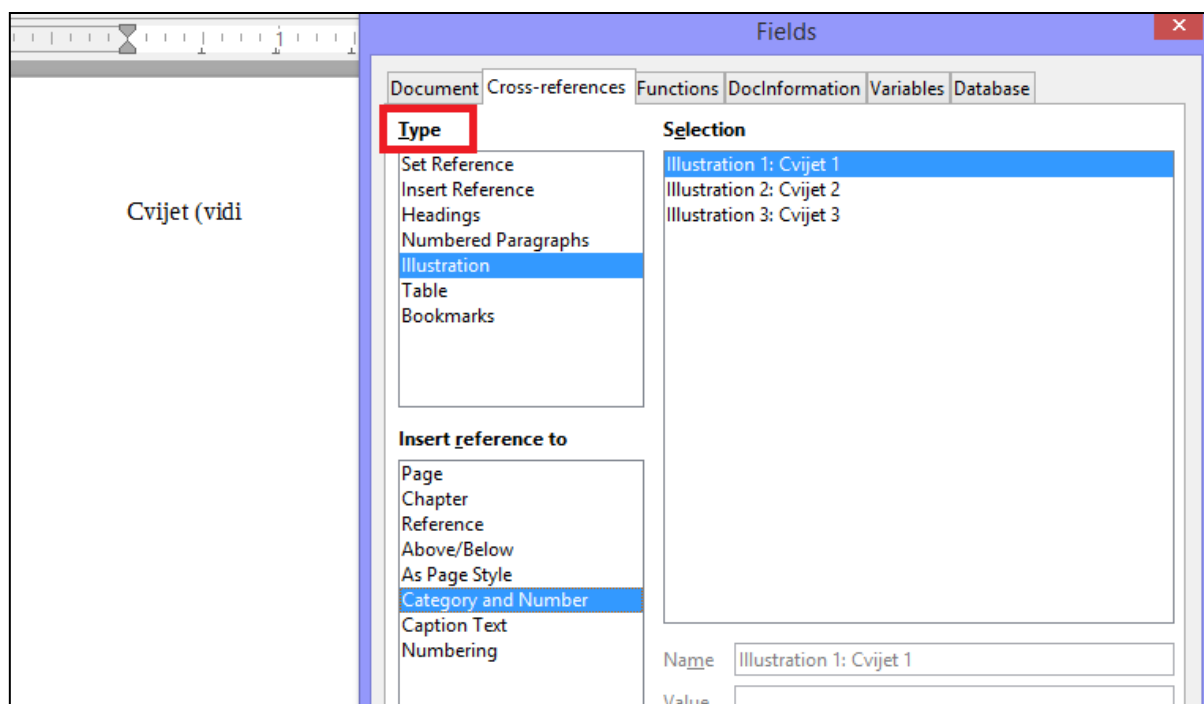 1
Fields
Document Cross-references Functions DocInformation Variables Database
Type
Set Reference
Insert Reference
Headings
Numbered Paragraphs
Illustration
Table
Bookmarks
Selection
Illustration 1: Cvijet 1
Illustration 2: Cvijet 2
Illustration 3: Cvijet 3
Cvijet (vidi
Insert reference to
Page
Chapter
Reference
Above/Below
As Page Style
Category and Number
Caption Text
Numbering
Name Illustration 1: Cvijet 1
Value